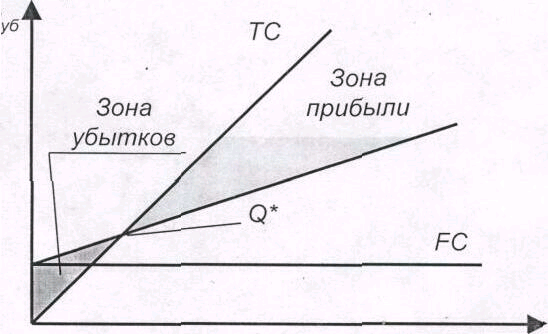 уб
TC
Зона
прибыли
Зона
убытков
Q*
FC